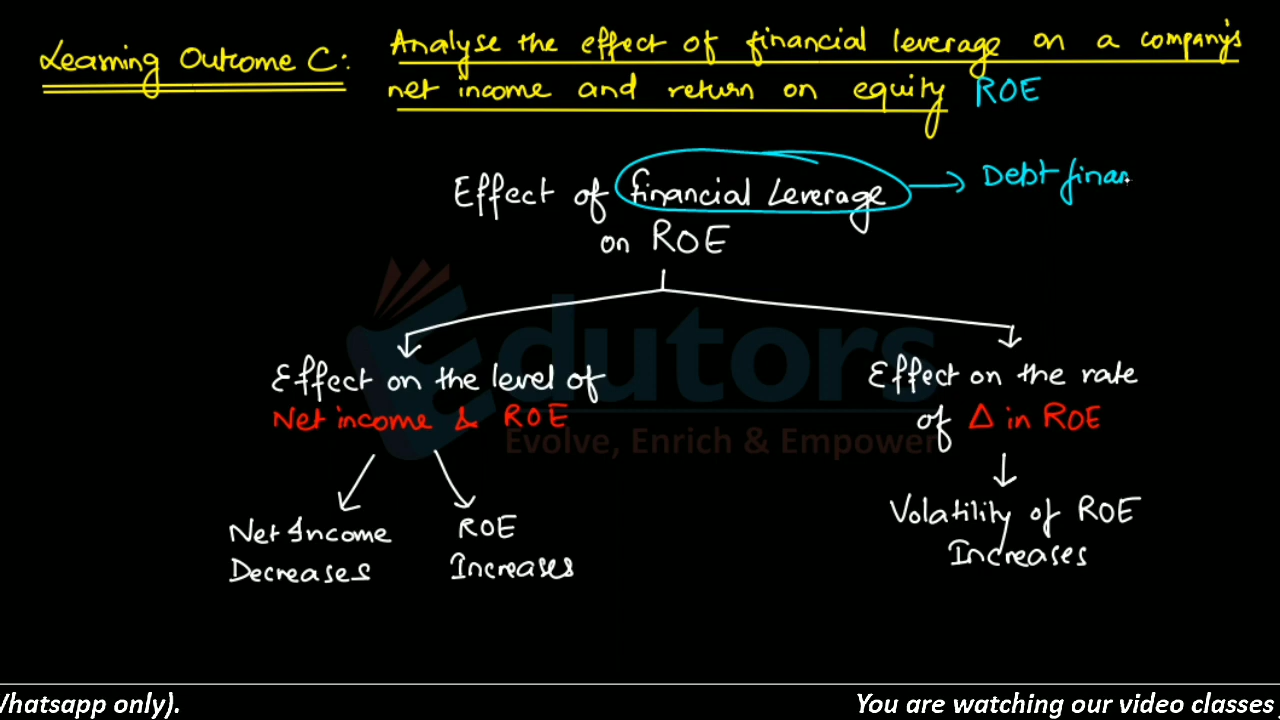 Learning Outcome C: Analyse the effect of financial leverage on a company's
net income and return on equity ROE
Effect of financial Leverage → Debt finan
on ROE
Edutors
Evolve, Enrich & Empower
Effect on the level of
Net income & ROE
Effect on the rate
of Δ in ROE
Net Income
Decreases
ROE
Increases
Volatility of ROE
Increases
Whatsapp only).
You are watching our video classes